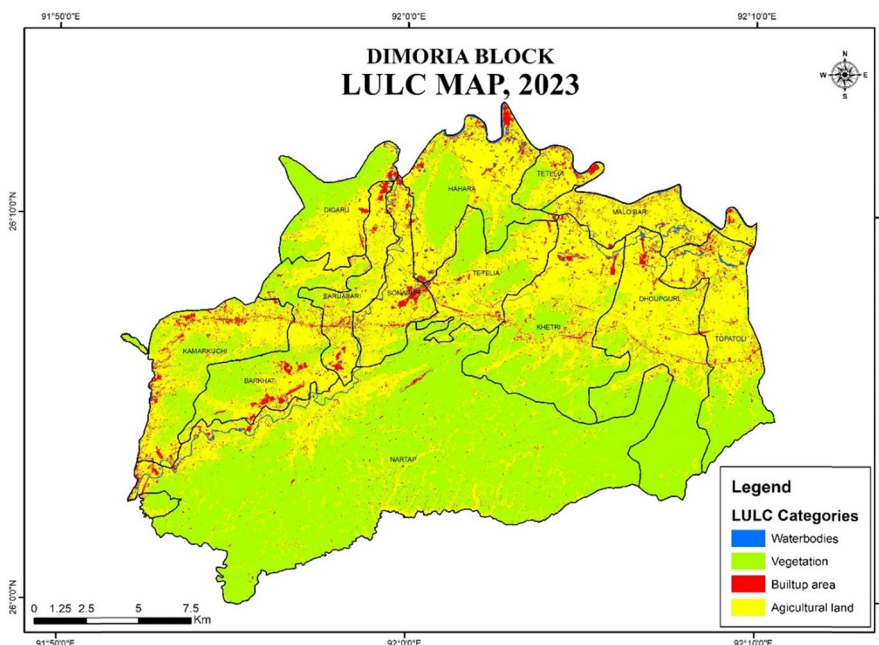 91°50'0"E 92°0'0"E 92°10'0"E
DIMORIA BLOCK
LULC MAP, 2023
N
W E
S
TETELIA
HAHARA
DIGARU
MALOIBARI
26°10'0"N
TETELIA
BARUABARI
DHOUPGURI
KHETRI
TOPATOLI
KAMARKUCHI
BARKHAT
NARTAP
Legend
LULC Categories
Waterbodies
Vegetation
Builtup area
Agicultural land
26°0'0"N
0 1.25 2.5 5 7.5
Km
91°50'0"E 92°0'0"E 92°10'0"E